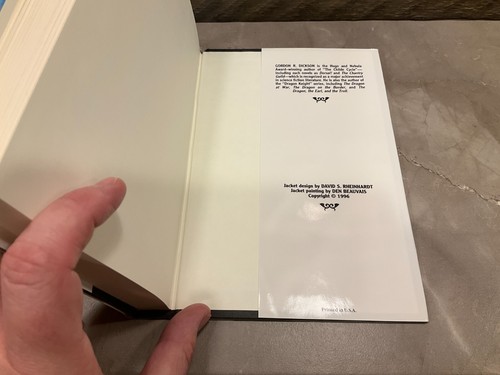 GORDON R. DICKSON is the Hugo and Nebula
Award-winning author of "The Childe Cycle"—
including such novels as Dorsai! and The Chantry
Guild—which is recognized as a major achievement
in science fiction literature. He is also the author of
the "Dragon Knight" series, including The Dragon
at War, The Dragon on the Border, and The
Dragon, the Earl, and the Troll.
Jacket design by DAVID S. RHEINHARDT
Jacket painting by DEN BEAUVAIS
Copyright © 1996
Printed in U.S.A.